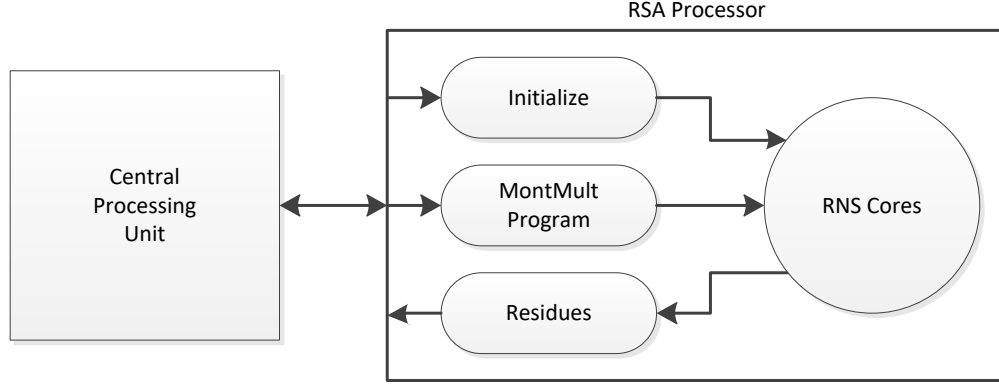 RSA Processor
Central
Processing
Unit
Initialize
MontMult
Program
Residues
RNS Cores